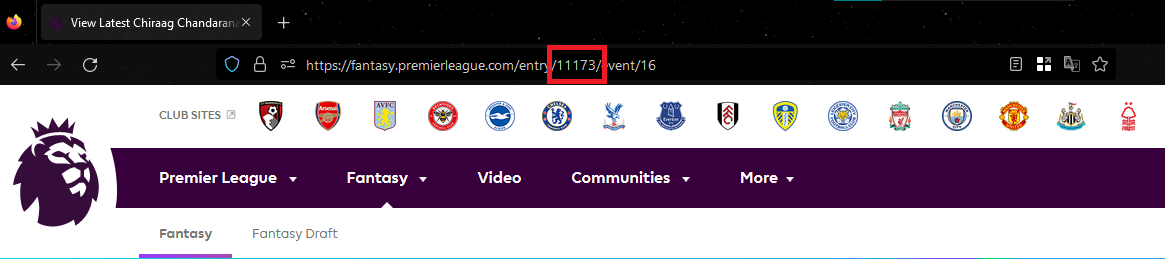 View Latest Chiraag Chandarana
https://fantasy.premierleague.com/entry/11173/event/16
CLUB SITES
Premier League
Fantasy
Video
Communities
More
Fantasy
Fantasy Draft